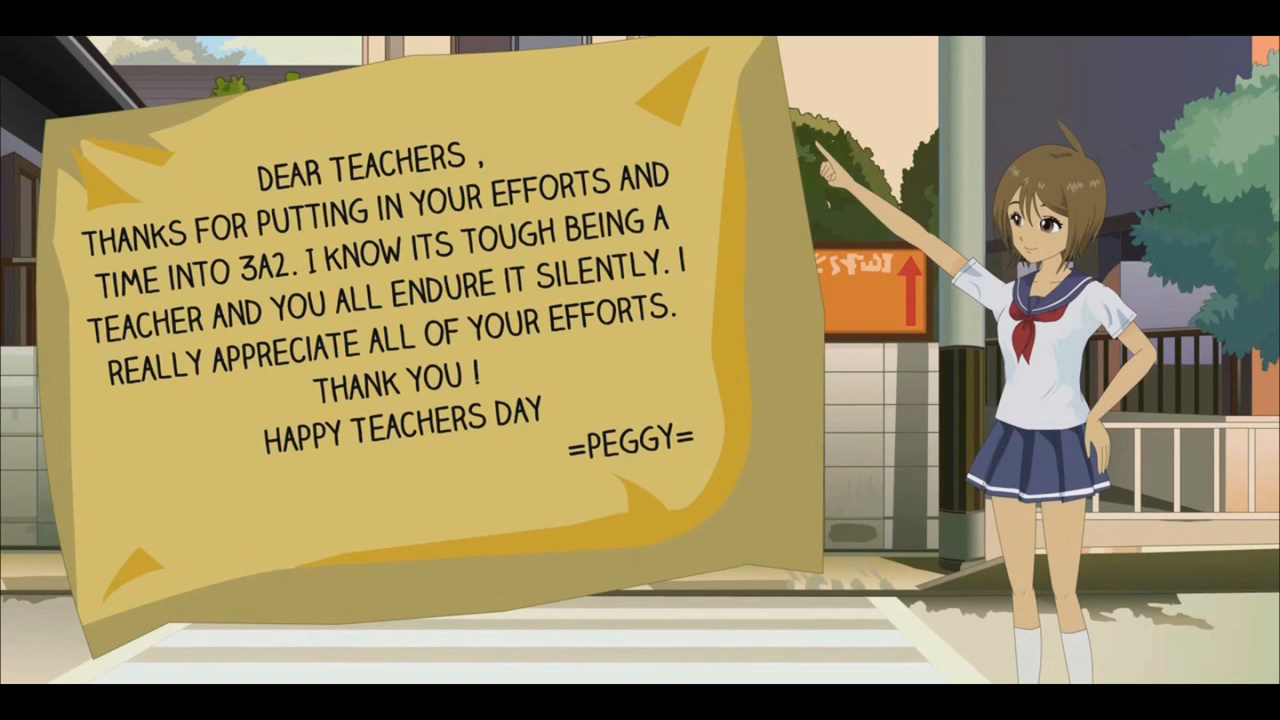 DEAR TEACHERS ,
THANKS FOR PUTTING IN YOUR EFFORTS AND
TIME INTO 3A2. I KNOW ITS TOUGH BEING A
TEACHER AND YOU ALL ENDURE IT SILENTLY. I
REALLY APPRECIATE ALL OF YOUR EFFORTS.
THANK YOU !
HAPPY TEACHERS DAY
=PEGGY=